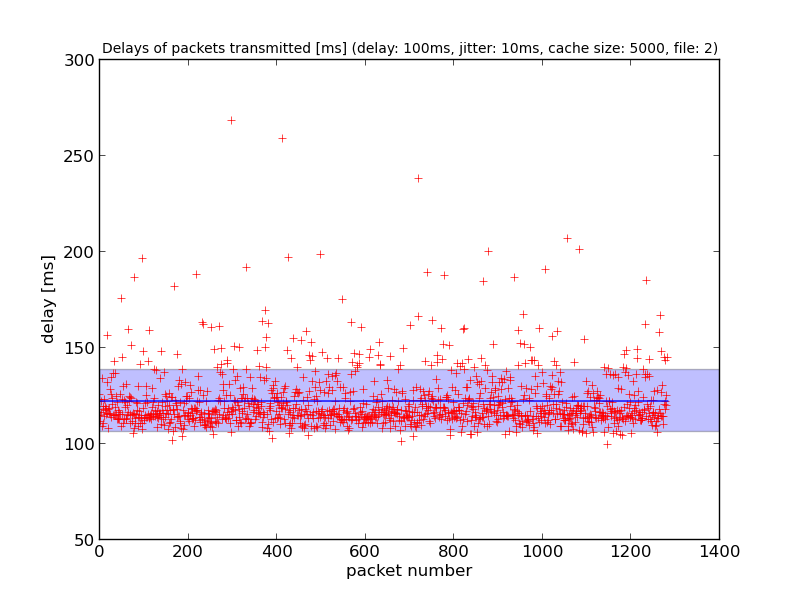 Delays of packets transmitted [ms] (delay: 100ms, jitter: 10ms, cache size: 5000, file: 2)
300
250
200
150
100
50
delay [ms]
0 200 400 600 800 1000 1200 1400
packet number